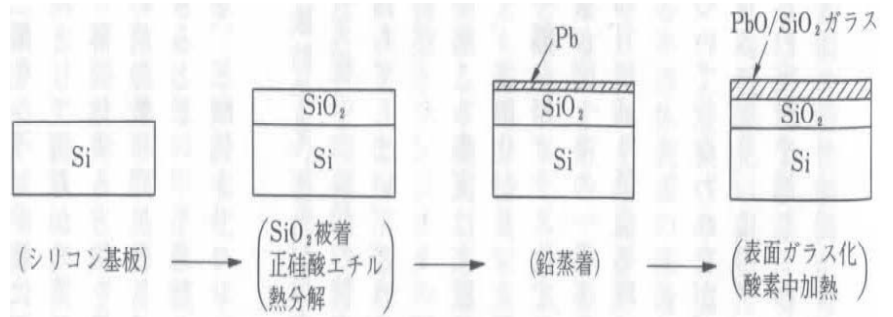 Si
(シリコン基板)
SiO₂
Si
(SiO₂被着
正硅酸エチル
熱分解)
Pb
SiO₂
Si
(鉛蒸着)
PbO/SiO₂ガラス
SiO₂
Si
(表面ガラス化
酸素中加熱)